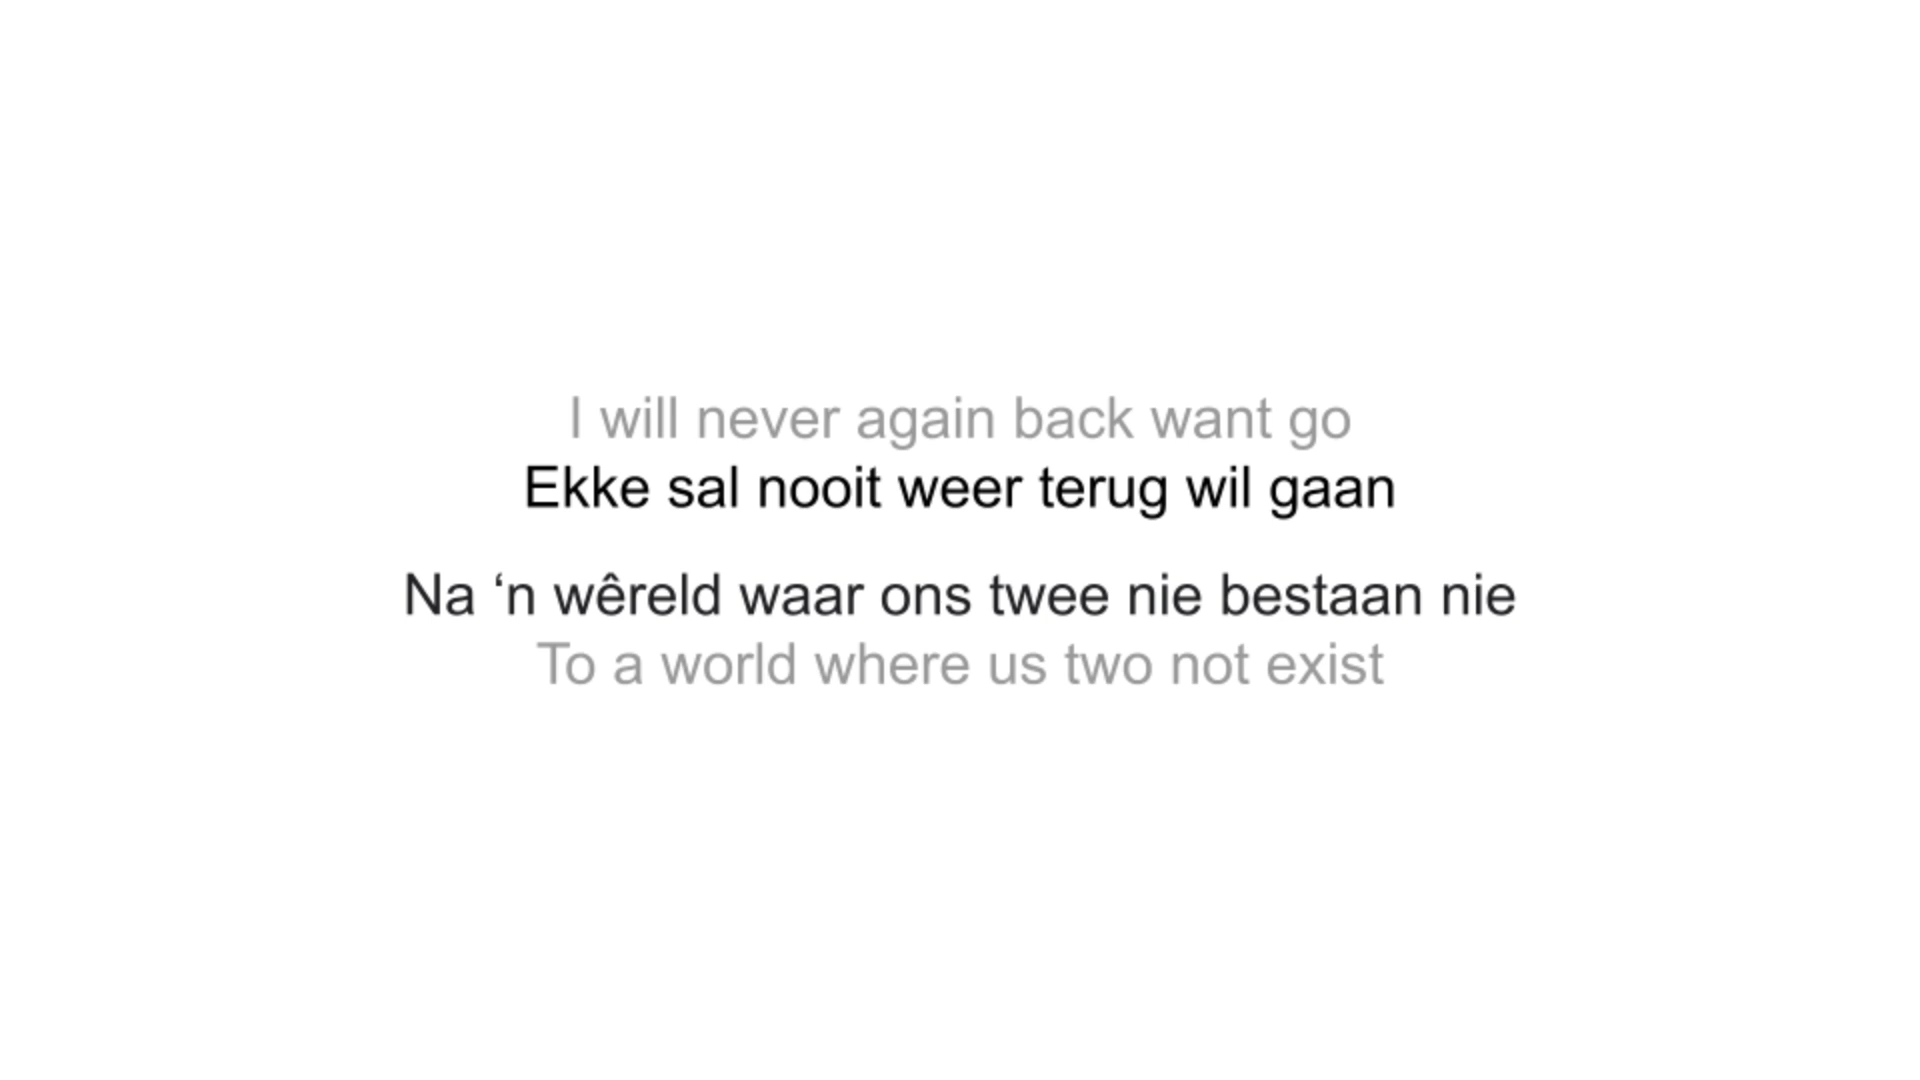 I will never again back want go
Ekke sal nooit weer terug wil gaan
Na ‘n wêreld waar ons twee nie bestaan nie
To a world where us two not exist